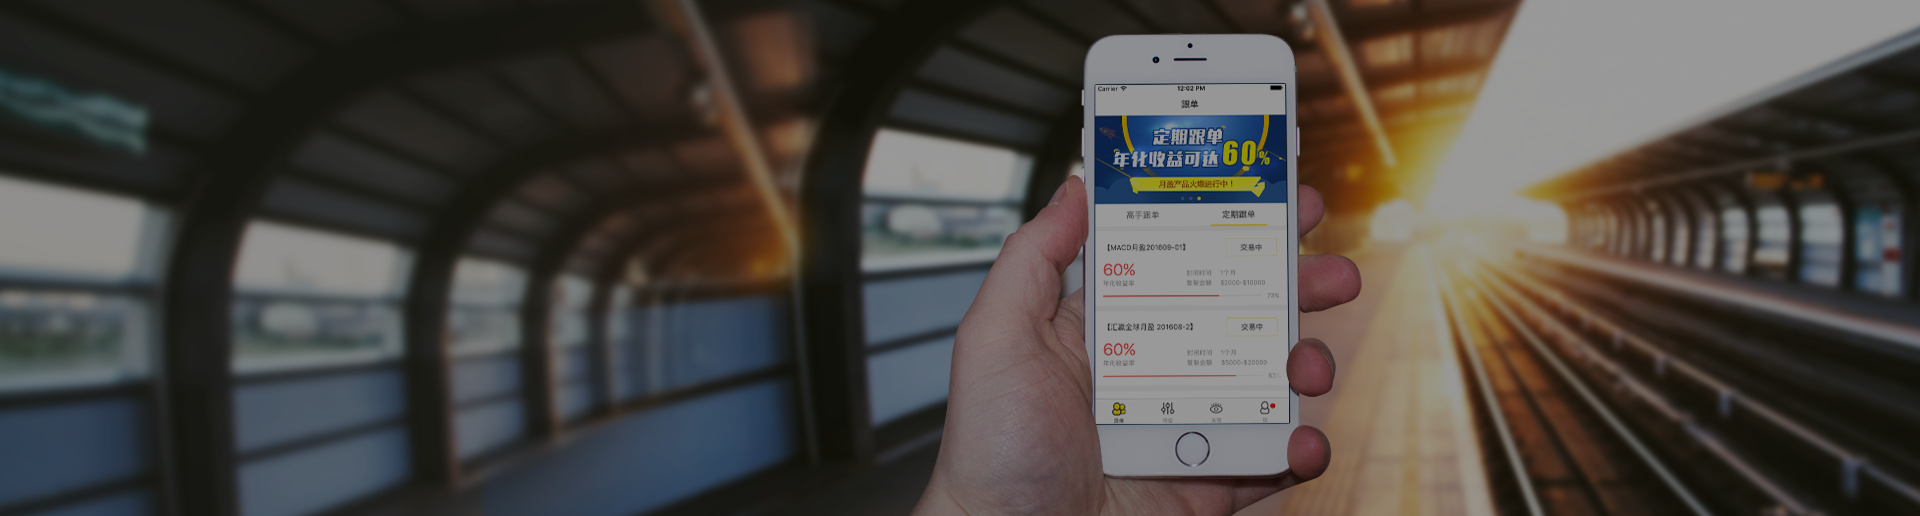 Carrier 12:02 PM
跟单
定期跟单
年化收益可达60%
月盈产品火爆进行中！
高手跟单 定期跟单
【MACD月盈201609-01】 交易中
60% 封闭时间 1个月
年化收益率 复制金额 $2000-$10000
73%
【汇赢全球月盈 201608-2】 交易中
60% 封闭时间 1个月
年化收益率 复制金额 $5000-$20000
跟单